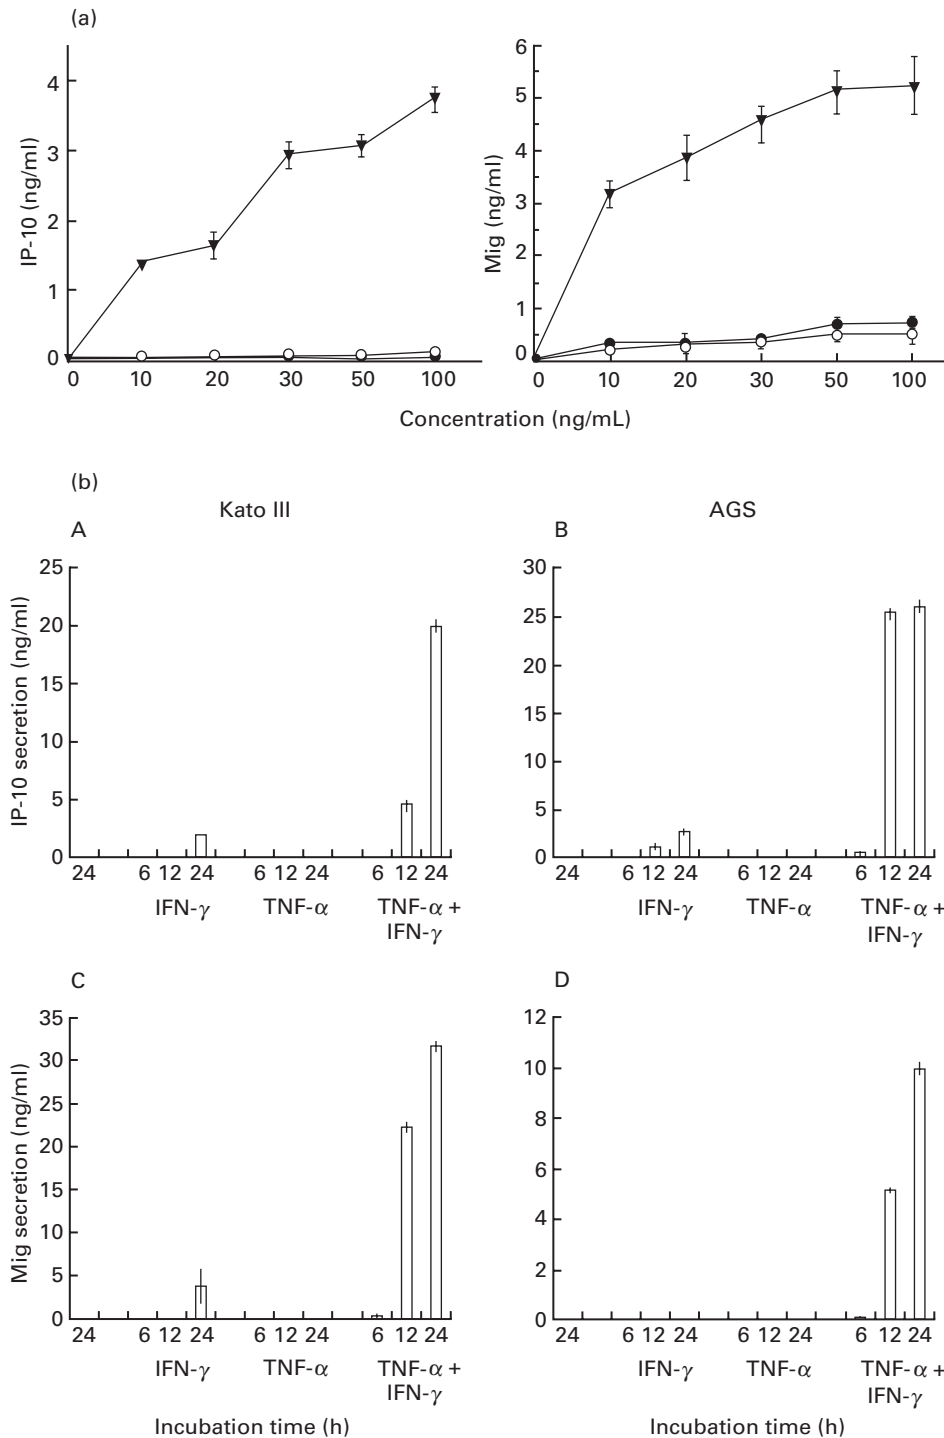 (a)
IP-10 (ng/ml)
4
3
2
1
0
0 10 20 30 50 100
Mig (ng/ml)
6
5
4
3
2
1
0
0 10 20 30 50 100
Concentration (ng/mL)
(b)
Kato III
AGS
A
IP-10 secretion (ng/ml)
25
20
15
10
5
0
24 6 12 24 6 12 24 6 12 24
IFN-γ TNF-α TNF-α +
IFN-γ
B
30
25
20
15
10
5
0
24 6 12 24 6 12 24 6 12 24
IFN-γ TNF-α TNF-α +
IFN-γ
C
Mig secretion (ng/ml)
35
30
25
20
15
10
5
0
24 6 12 24 6 12 24 6 12 24
IFN-γ TNF-α TNF-α +
IFN-γ
Incubation time (h)
D
12
10
8
6
4
2
0
24 6 12 24 6 12 24 6 12 24
IFN-γ TNF-α TNF-α +
IFN-γ
Incubation time (h)